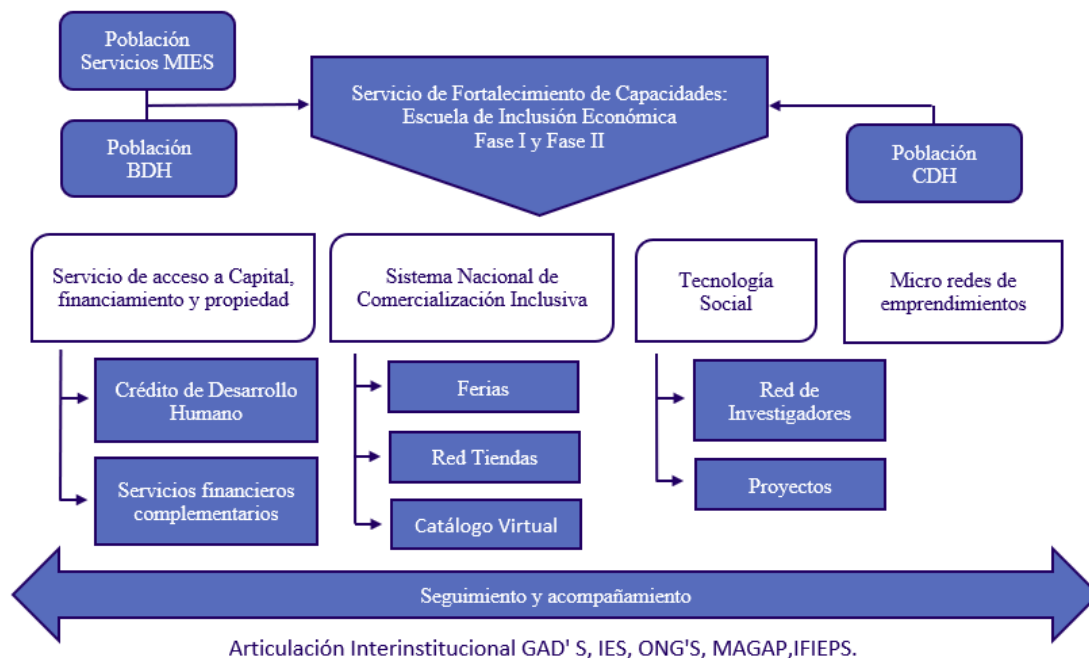 Población
Servicios MIES
Servicio de Fortalecimiento de Capacidades:
Escuela de Inclusión Económica
Fase I y Fase II
Población
BDH
Población
CDH
Servicio de acceso a Capital,
financiamiento y propiedad
Sistema Nacional de
Comercialización Inclusiva
Tecnología
Social
Micro redes de
emprendimientos
Crédito de Desarrollo
Humano
Servicios financieros
complementarios
Ferias
Red Tiendas
Catálogo Virtual
Red de
Investigadores
Proyectos
Seguimiento y acompañamiento
Articulación Interinstitucional GAD' S, IES, ONG'S, MAGAP,IFIEPS.